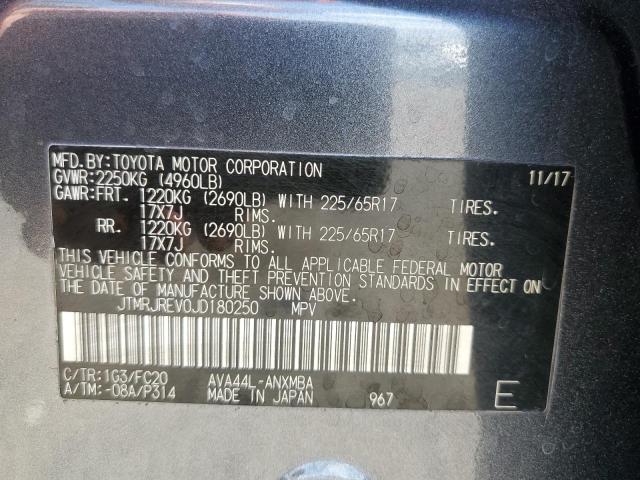 MFD.BY:TOYOTA MOTOR CORPORATION 11/17
GVWR:2250KG (4960LB)
GAWR:FRT. 1220KG (2690LB) WITH 225/65R17 TIRES.
17X7J RIMS.
RR. 1220KG (2690LB) WITH 225/65R17 TIRES.
17X7J RIMS.
THIS VEHICLE CONFORMS TO ALL APPLICABLE FEDERAL MOTOR
VEHICLE SAFETY AND THEFT PREVENTION STANDARDS IN EFFECT ON
THE DATE OF MANUFACTURE SHOWN ABOVE.
JTMRJREV0JD180250 MPV
C/TR:1G3/FC20 AVA44L-ANXMBA
A/TM:-08A/P314 MADE IN JAPAN 967 E